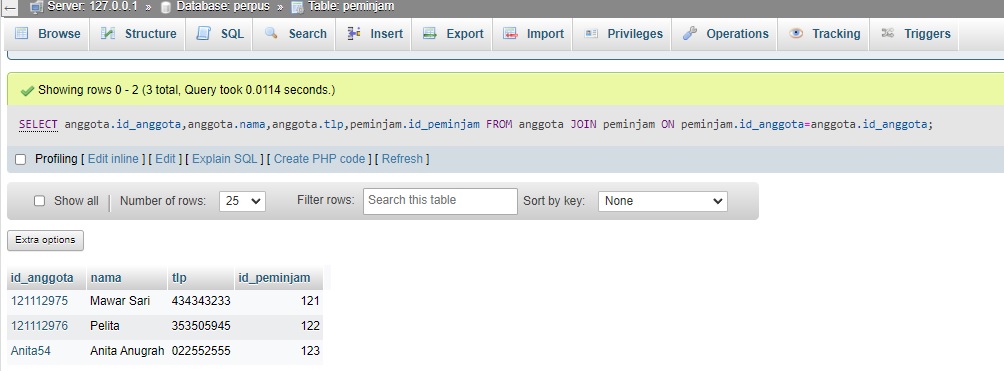 ← Server: 127.0.0.1 » Database: perpus » Table: peminjam
Browse Structure SQL Search Insert Export Import Privileges Operations Tracking Triggers
Showing rows 0 - 2 (3 total, Query took 0.0114 seconds.)
SELECT anggota.id_anggota,anggota.nama,anggota.tlp,peminjam.id_peminjam FROM anggota JOIN peminjam ON peminjam.id_anggota=anggota.id_anggota;
Profiling [ Edit inline ] [ Edit ] [ Explain SQL ] [ Create PHP code ] [ Refresh ]
Show all | Number of rows: 25 Filter rows: Search this table Sort by key: None
Extra options
id_anggota nama tlp id_peminjam
121112975 Mawar Sari 434343233 121
121112976 Pelita 353505945 122
Anita54 Anita Anugrah 022552555 123